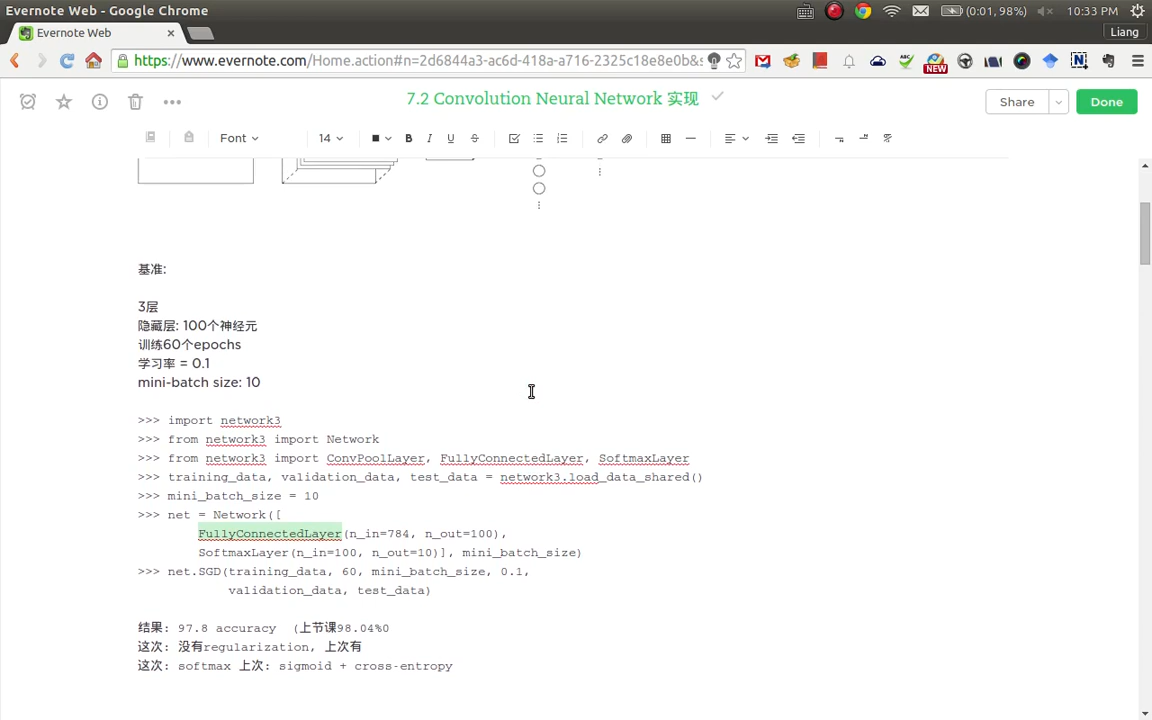 Evernote Web - Google Chrome
(0:01, 98%)
10:33 PM
Evernote Web
Liang
https://www.evernote.com/Home.action#n=2d6844a3-ac6d-418a-a716-2325c18e8e0b&s
NEW
7.2 Convolution Neural Network 实现
Share
Done
Font
14
基准:
3层
隐藏层: 100个神经元
训练60个epochs
学习率 = 0.1
mini-batch size: 10
>>> import network3
>>> from network3 import Network
>>> from network3 import ConvPoolLayer, FullyConnectedLayer, SoftmaxLayer
>>> training_data, validation_data, test_data = network3.load_data_shared()
>>> mini_batch_size = 10
>>> net = Network([
FullyConnectedLayer(n_in=784, n_out=100),
SoftmaxLayer(n_in=100, n_out=10)], mini_batch_size)
>>> net.SGD(training_data, 60, mini_batch_size, 0.1,
validation_data, test_data)
结果: 97.8 accuracy (上节课98.04%0
这次: 没有regularization, 上次有
这次: softmax 上次: sigmoid + cross-entropy